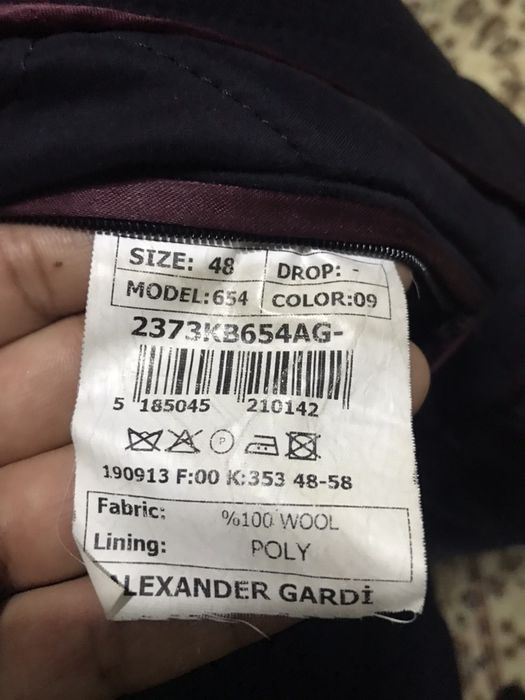 SIZE: 48 DROP: -
MODEL:654 COLOR:09
2373KB654AG-
5 185045 210142
P
190913 F:00 K:353 48-58
Fabric: %100 WOOL
Lining: POLY
ALEXANDER GARDİ